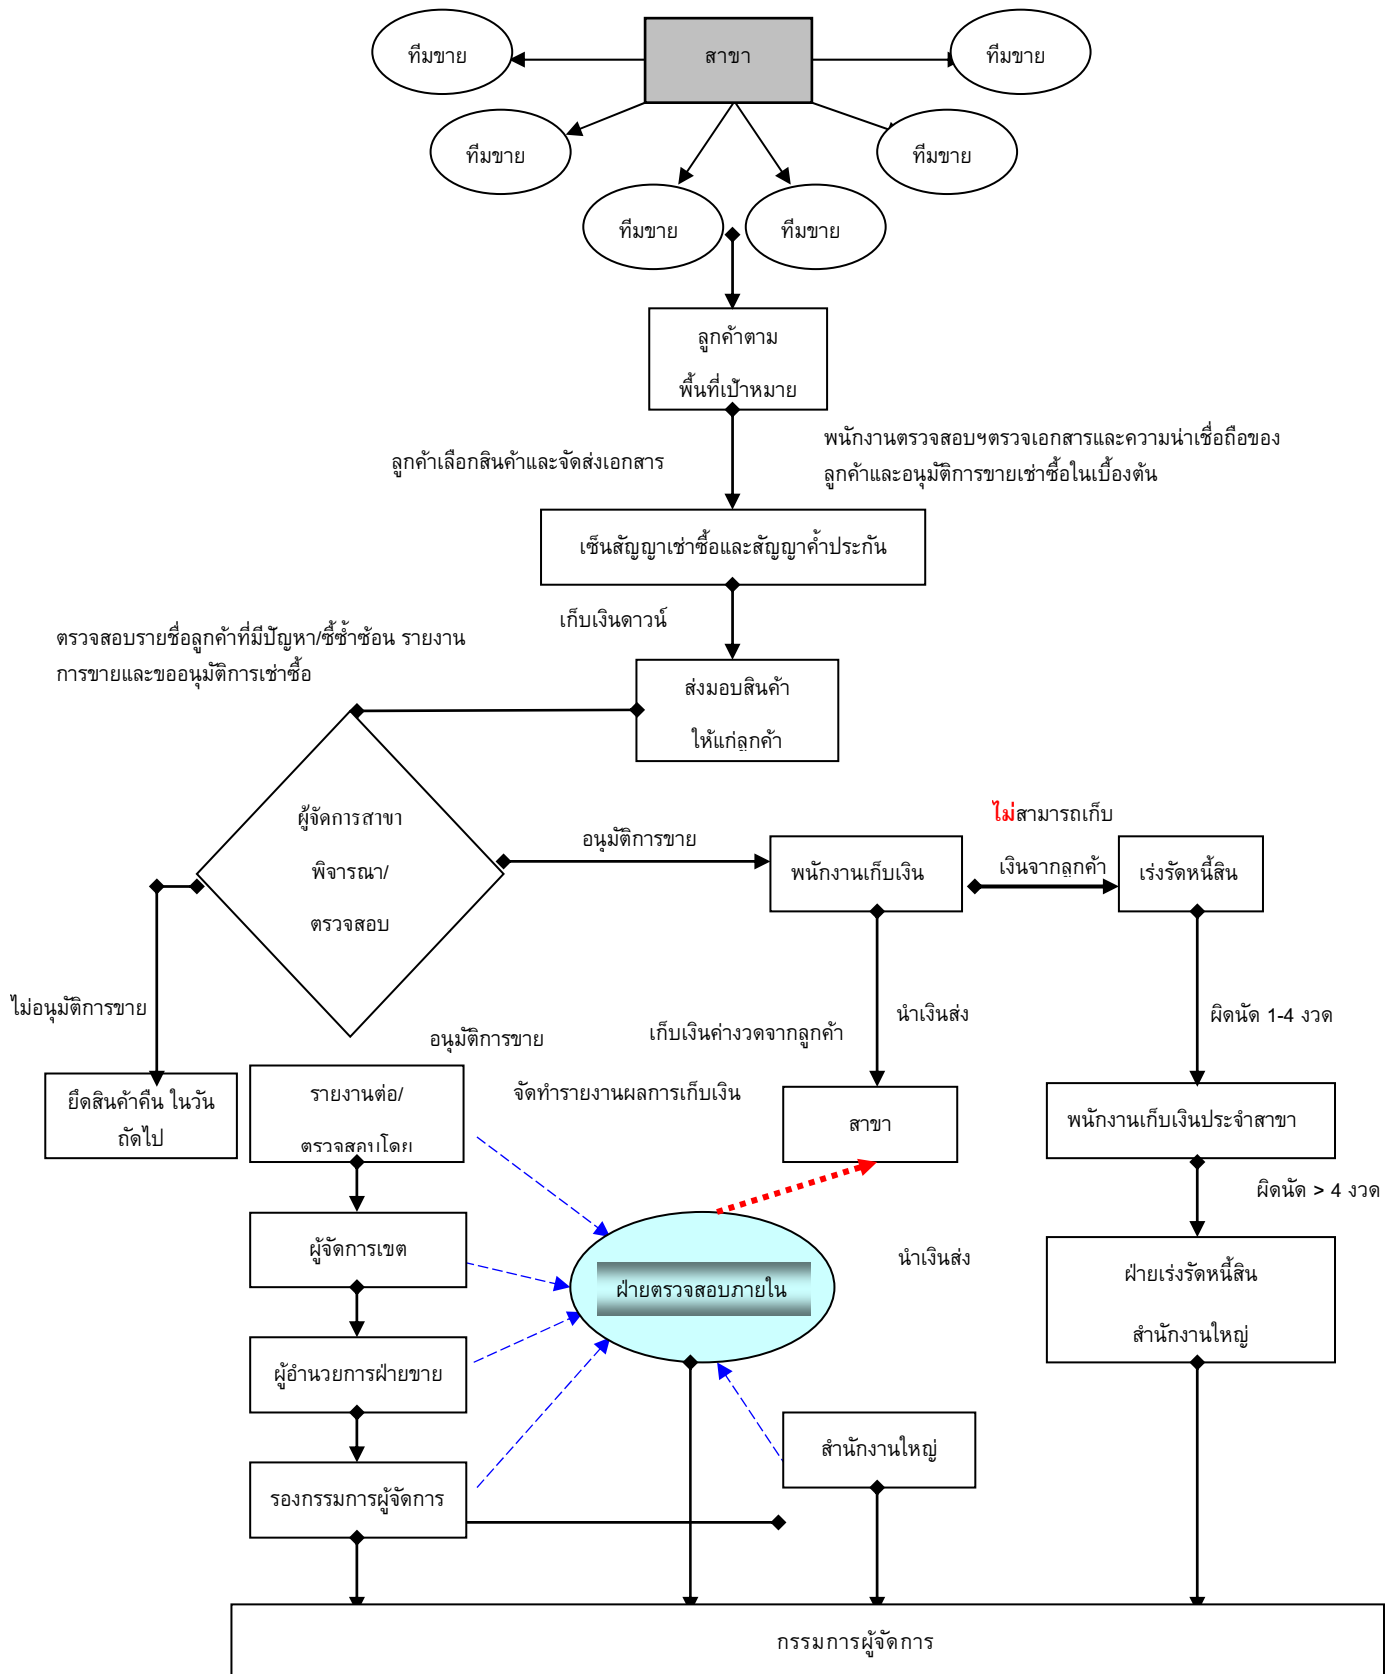 สาขา
ทีมขาย
ทีมขาย
ทีมขาย
ทีมขาย
ทีมขาย
ทีมขาย
ลูกค้าตาม
พื้นที่เป้าหมาย
ลูกค้าเลือกสินค้าและจัดส่งเอกสาร
พนักงานตรวจสอบฯตรวจเอกสารและความน่าเชื่อถือของ
ลูกค้าและอนุมัติการขายเช่าซื้อในเบื้องต้น
เซ็นสัญญาเช่าซื้อและสัญญาค้ำประกัน
เก็บเงินดาวน์
ตรวจสอบรายชื่อลูกค้าที่มีปัญหา/ซี้ซ้ำซ้อน รายงาน
การขายและขออนุมัติการเช่าซื้อ
ส่งมอบสินค้า
ให้แก่ลูกค้า
ผู้จัดการสาขา
พิจารณา/
ตรวจสอบ
อนุมัติการขาย
พนักงานเก็บเงิน
ไม่สามารถเก็บ
เงินจากลูกค้า
เร่งรัดหนี้สิน
ไม่อนุมัติการขาย
อนุมัติการขาย
เก็บเงินค่างวดจากลูกค้า
นำเงินส่ง
ผิดนัด 1-4 งวด
ยึดสินค้าคืน ในวัน
ถัดไป
รายงานต่อ/
ตรวจสอบโดย
จัดทำรายงานผลการเก็บเงิน
สาขา
พนักงานเก็บเงินประจำสาขา
ผิดนัด > 4 งวด
ผู้จัดการเขต
ฝ่ายตรวจสอบภายใน
นำเงินส่ง
ฝ่ายเร่งรัดหนี้สิน
สำนักงานใหญ่
ผู้อำนวยการฝ่ายขาย
สำนักงานใหญ่
รองกรรมการผู้จัดการ
กรรมการผู้จัดการ